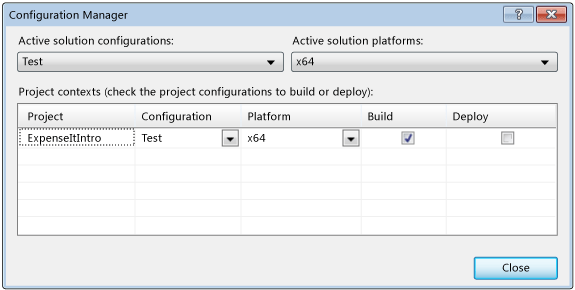 Configuration Manager
Active solution configurations: Active solution platforms:
Test x64
Project contexts (check the project configurations to build or deploy):
Project Configuration Platform Build Deploy
ExpenseItIntro Test x64
Close